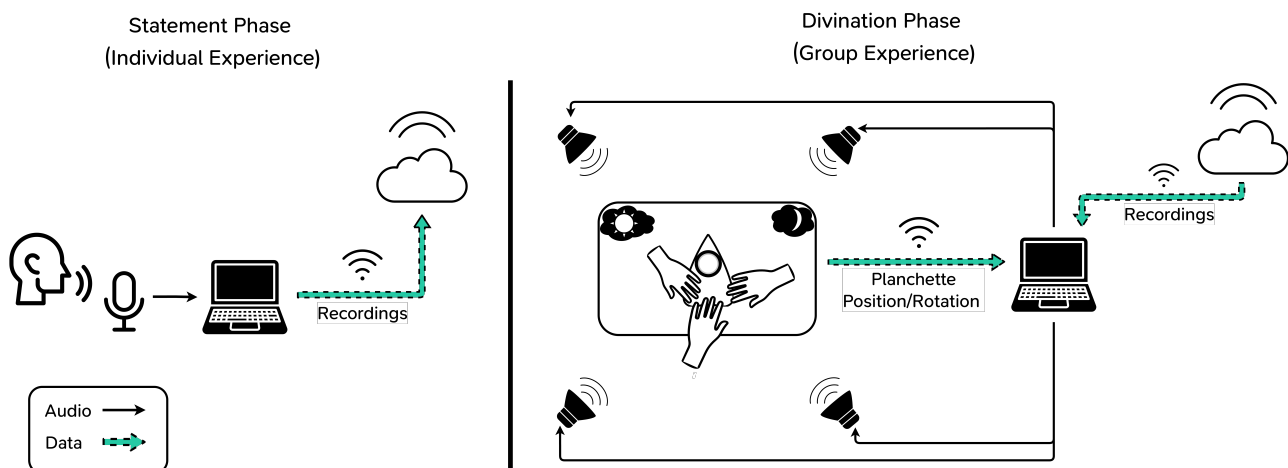 Statement Phase
(Individual Experience)
Recordings
Audio
Data
Divination Phase
(Group Experience)
Planchette
Position/Rotation
Recordings